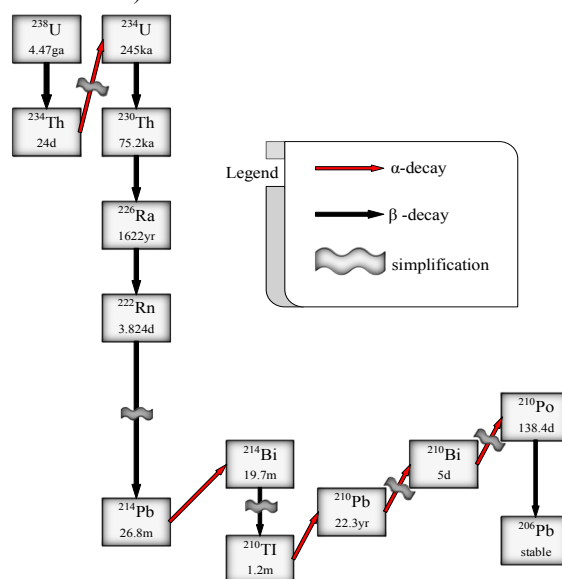 )
²³⁸U
4.47ga
²³⁴U
245ka
²³⁴Th
24d
²³⁰Th
75.2ka
²²⁶Ra
1622yr
²²²Rn
3.824d
²¹⁴Pb
26.8m
Legend
α-decay
β -decay
simplification
²¹⁴Bi
19.7m
²¹⁰TI
1.2m
²¹⁰Pb
22.3yr
²¹⁰Bi
5d
²¹⁰Po
138.4d
²⁰⁶Pb
stable